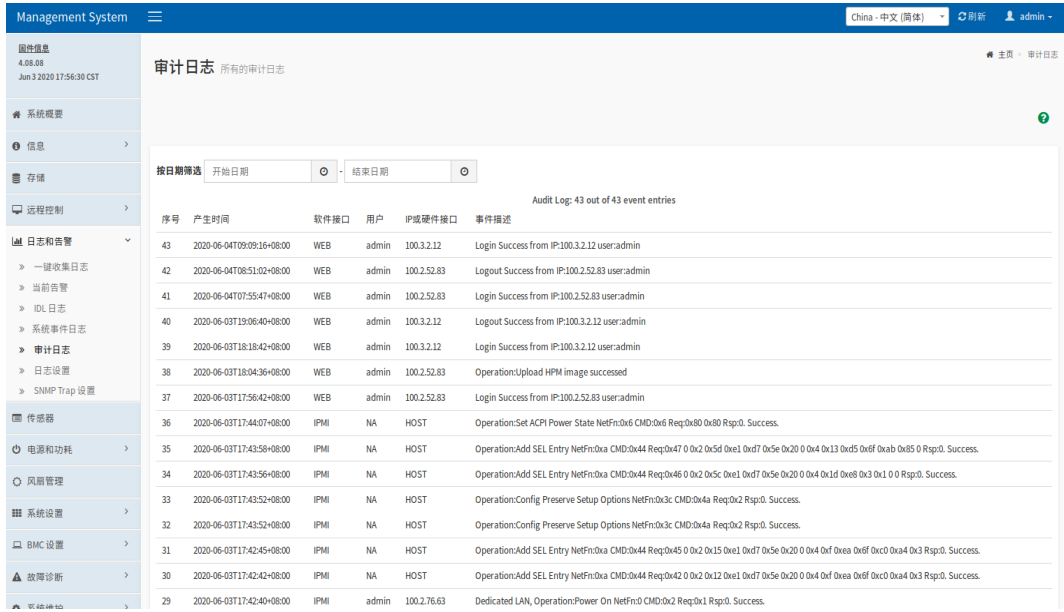 Management System
China - 中文 (简体)
刷新
admin
固件信息
4.08.08
Jun 3 2020 17:56:30 CST
系统概要
信息
存储
远程控制
日志和告警
一键收集日志
当前告警
IDL 日志
系统事件日志
审计日志
日志设置
SNMP Trap 设置
传感器
电源和功耗
风扇管理
系统设置
BMC 设置
故障诊断
系统维护
审计日志 所有的审计日志
主页 > 审计日志
按日期筛选 开始日期 - 结束日期
Audit Log: 43 out of 43 event entries
序号 产生时间 软件接口 用户 IP或硬件接口 事件描述
43 2020-06-04T09:09:16+08:00 WEB admin 100.3.2.12 Login Success from IP:100.3.2.12 user:admin
42 2020-06-04T08:51:02+08:00 WEB admin 100.2.52.83 Logout Success from IP:100.2.52.83 user:admin
41 2020-06-04T07:55:47+08:00 WEB admin 100.2.52.83 Login Success from IP:100.2.52.83 user:admin
40 2020-06-03T19:06:40+08:00 WEB admin 100.3.2.12 Logout Success from IP:100.3.2.12 user:admin
39 2020-06-03T18:18:42+08:00 WEB admin 100.3.2.12 Login Success from IP:100.3.2.12 user:admin
38 2020-06-03T18:04:36+08:00 WEB admin 100.2.52.83 Operation:Upload HPM image successed
37 2020-06-03T17:56:42+08:00 WEB admin 100.2.52.83 Login Success from IP:100.2.52.83 user:admin
36 2020-06-03T17:44:07+08:00 IPMI NA HOST Operation:Set ACPI Power State NetFn:0x6 CMD:0x6 Req:0x80 0x80 Rsp:0. Success.
35 2020-06-03T17:43:58+08:00 IPMI NA HOST Operation:Add SEL Entry NetFn:0xa CMD:0x44 Req:0x47 0 0x2 0x5d 0xe1 0xd7 0x5e 0x20 0 0x4 0x13 0xd5 0x6f 0xab 0x85 0 Rsp:0. Success.
34 2020-06-03T17:43:56+08:00 IPMI NA HOST Operation:Add SEL Entry NetFn:0xa CMD:0x44 Req:0x46 0 0x2 0x5c 0xe1 0xd7 0x5e 0x20 0 0x4 0x1d 0xe8 0x3 0x1 0 0 Rsp:0. Success.
33 2020-06-03T17:43:52+08:00 IPMI NA HOST Operation:Config Preserve Setup Options NetFn:0x3c CMD:0x4a Req:0x2 Rsp:0. Success.
32 2020-06-03T17:43:52+08:00 IPMI NA HOST Operation:Config Preserve Setup Options NetFn:0x3c CMD:0x4a Req:0x2 Rsp:0. Success.
31 2020-06-03T17:42:45+08:00 IPMI NA HOST Operation:Add SEL Entry NetFn:0xa CMD:0x44 Req:0x45 0 0x2 0x15 0xe1 0xd7 0x5e 0x20 0 0x4 0xf 0xea 0x6f 0xc0 0xa4 0x3 Rsp:0. Success.
30 2020-06-03T17:42:42+08:00 IPMI NA HOST Operation:Add SEL Entry NetFn:0xa CMD:0x44 Req:0x42 0 0x2 0x12 0xe1 0xd7 0x5e 0x20 0 0x4 0xf 0xea 0x6f 0xc0 0xa4 0x3 Rsp:0. Success.
29 2020-06-03T17:42:40+08:00 IPMI admin 100.2.76.63 Dedicated LAN, Operation:Power On NetFn:0 CMD:0x2 Req:0x1 Rsp:0. Success.